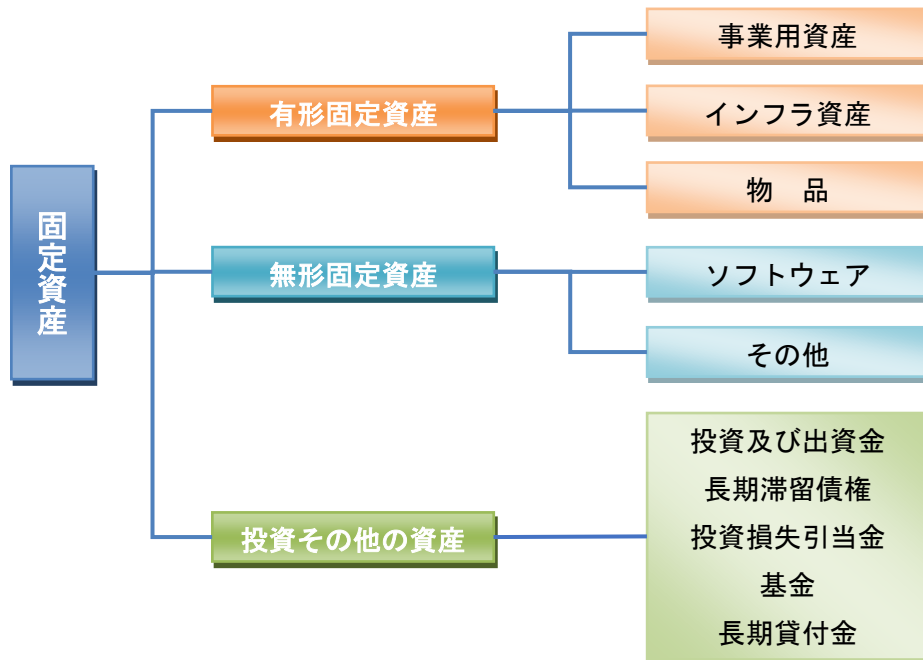 固定資産
有形固定資産
事業用資産
インフラ資産
物　品
無形固定資産
ソフトウェア
その他
投資その他の資産
投資及び出資金
長期滞留債権
投資損失引当金
基金
長期貸付金